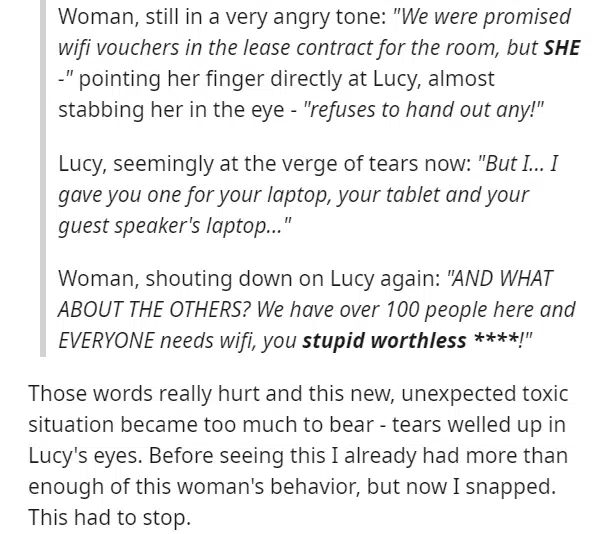 Woman, still in a very angry tone: "We were promised
wifi vouchers in the lease contract for the room, but SHE
-" pointing her finger directly at Lucy, almost
stabbing her in the eye - "refuses to hand out any!"
Lucy, seemingly at the verge of tears now: "But I... I
gave you one for your laptop, your tablet and your
guest speaker's laptop..."
Woman, shouting down on Lucy again: "AND WHAT
ABOUT THE OTHERS? We have over 100 people here and
EVERYONE needs wifi, you stupid worthless ****!"
Those words really hurt and this new, unexpected toxic
situation became too much to bear - tears welled up in
Lucy's eyes. Before seeing this I already had more than
enough of this woman's behavior, but now I snapped.
This had to stop.